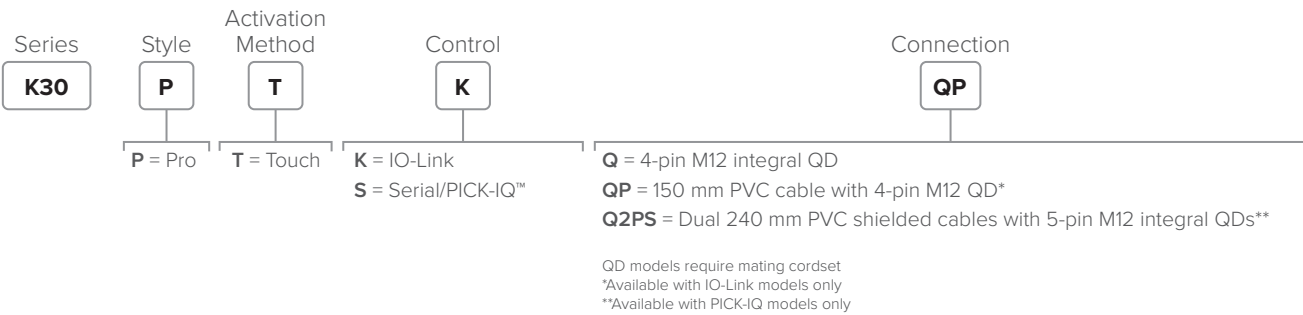 Series
Style
Activation
Method
Control
Connection
K30
P
T
K
QP
P = Pro
T = Touch
K = IO-Link
S = Serial/PICK-IQ™
Q = 4-pin M12 integral QD
QP = 150 mm PVC cable with 4-pin M12 QD*
Q2PS = Dual 240 mm PVC shielded cables with 5-pin M12 integral QDs**
QD models require mating cordset
*Available with IO-Link models only
**Available with PICK-IQ models only